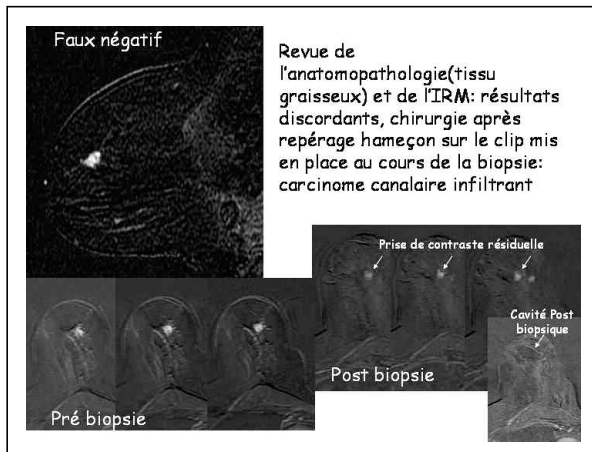 Faux négatif
Revue de
l'anatomopathologie(tissu
graisseux) et de l'IRM: résultats
discordants, chirurgie après
repérage hameçon sur le clip mis
en place au cours de la biopsie:
carcinome canalaire infiltrant
Prise de contraste résiduelle
Cavité Post
biopsique
Post biopsie
Pré biopsie